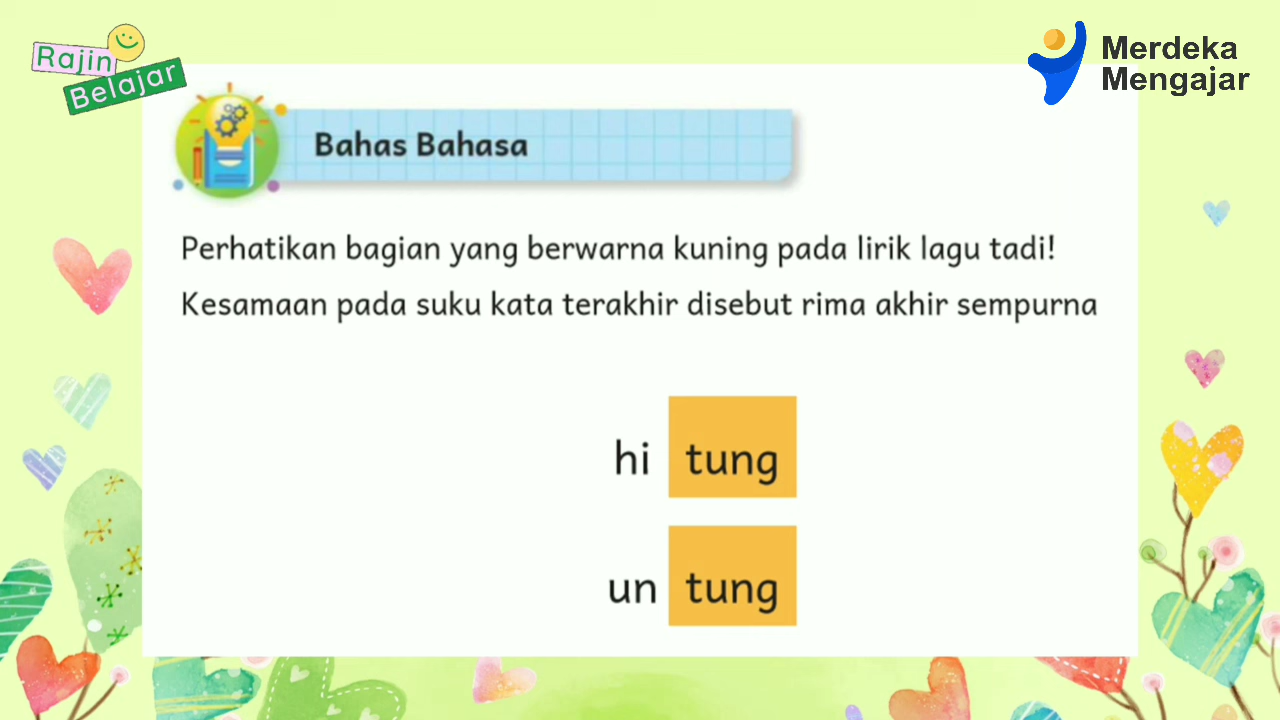 Rajin
Belajar
Merdeka
Mengajar
Bahas Bahasa
Perhatikan bagian yang berwarna kuning pada lirik lagu tadi!
Kesamaan pada suku kata terakhir disebut rima akhir sempurna
hi tung
un tung